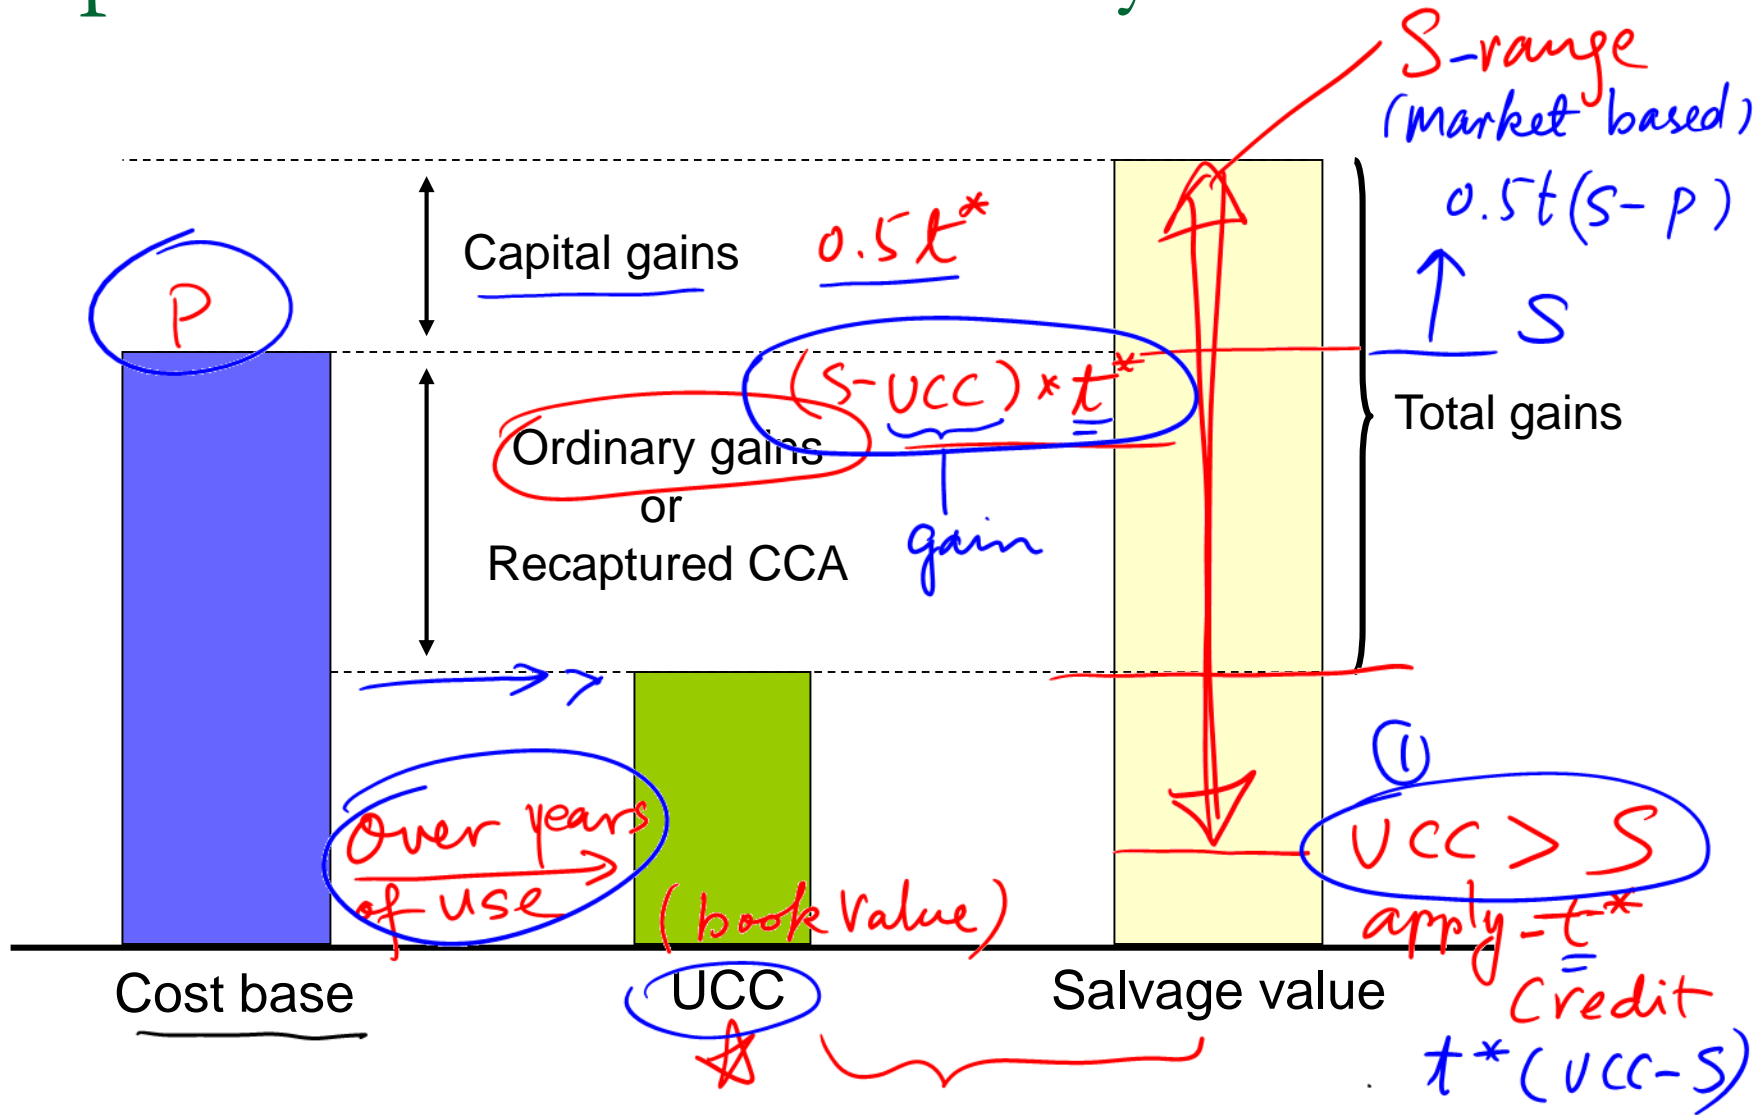 S-range
(market based)
0.5t(S-P)
S
Capital gains 0.5t*
P
(S-UCC)*t*
Ordinary gains
or
Recaptured CCA
gain
Total gains
①
UCC > S
Over years
of use
(book Value)
apply -t*
Cost base
UCC
Salvage value
Credit
t*(UCC-S)